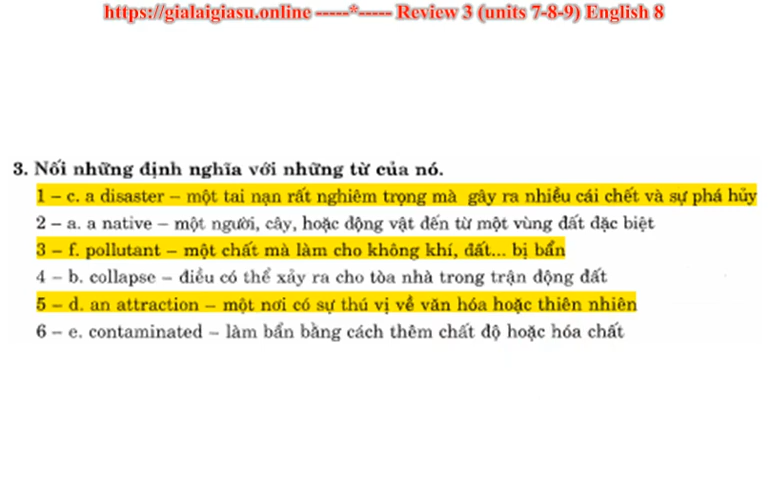 https://gialaigiasu.online -----*----- Review 3 (units 7-8-9) English 8
3. Nối những định nghĩa với những từ của nó.
1 – c. a disaster – một tai nạn rất nghiêm trọng mà gây ra nhiều cái chết và sự phá hủy
2 – a. a native – một người, cây, hoặc động vật đến từ một vùng đất đặc biệt
3 – f. pollutant – một chất mà làm cho không khí, đất... bị bẩn
4 – b. collapse – điều có thể xảy ra cho tòa nhà trong trận động đất
5 – d. an attraction – một nơi có sự thú vị về văn hóa hoặc thiên nhiên
6 – e. contaminated – làm bẩn bằng cách thêm chất độ hoặc hóa chất